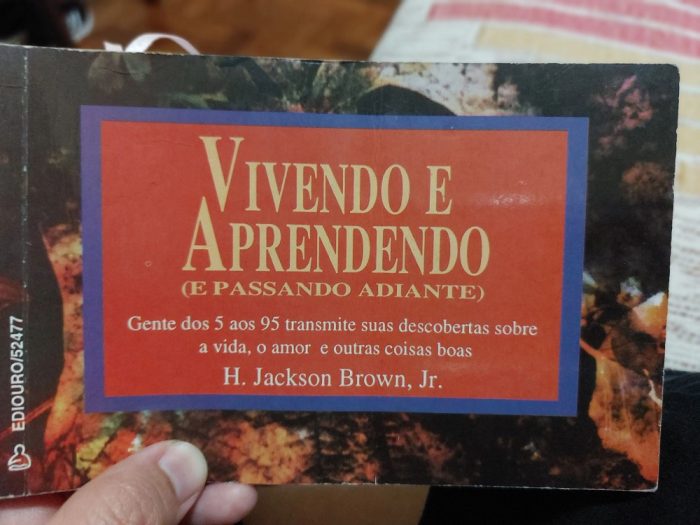 VIVENDO E
APRENDENDO
(E PASSANDO ADIANTE)
Gente dos 5 aos 95 transmite suas descobertas sobre
a vida, o amor e outras coisas boas
H. Jackson Brown, Jr.
EDIOURO/52477